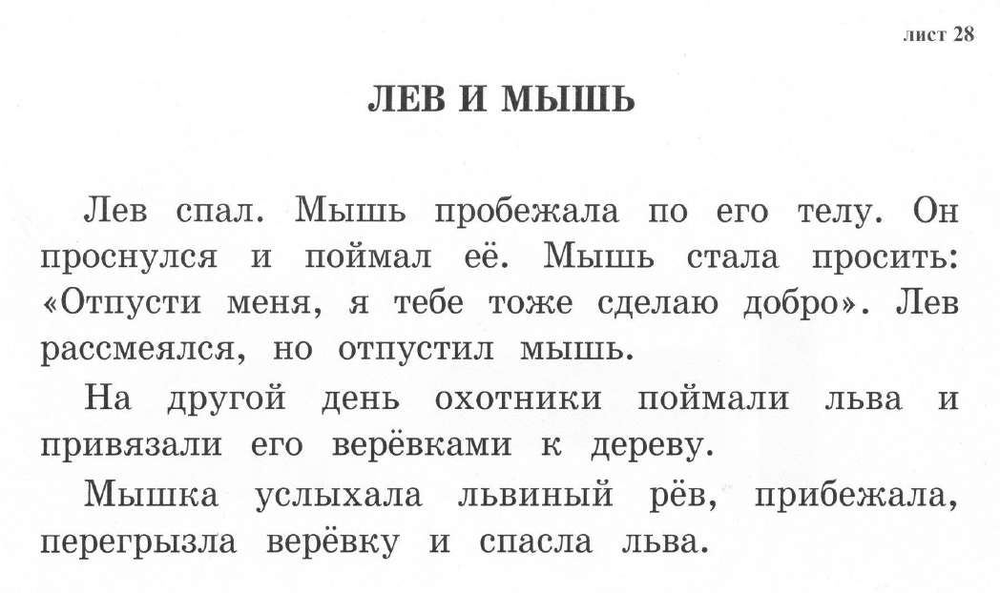 лист 28
ЛЕВ И МЫШЬ
Лев спал. Мышь пробежала по его телу. Он
проснулся и поймал её. Мышь стала просить:
«Отпусти меня, я тебе тоже сделаю добро». Лев
рассмеялся, но отпустил мышь.
На другой день охотники поймали льва и
привязали его верёвками к дереву.
Мышка услыхала львиный рёв, прибежала,
перегрызла верёвку и спасла льва.